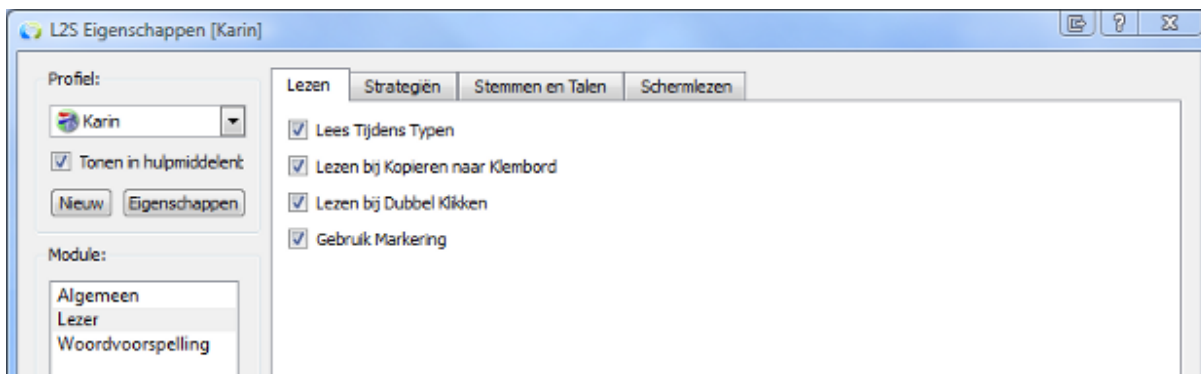 L2S Eigenschappen [Karin]
Profiel:
Karin
Tonen in hulpmiddelent
Nieuw Eigenschappen
Module:
Algemeen
Lezer
Woordvoorspelling
Lezen Strategiën Stemmen en Talen Schermlezen
Lees Tijdens Typen
Lezen bij Kopieren naar Klembord
Lezen bij Dubbel Klikken
Gebruik Markering